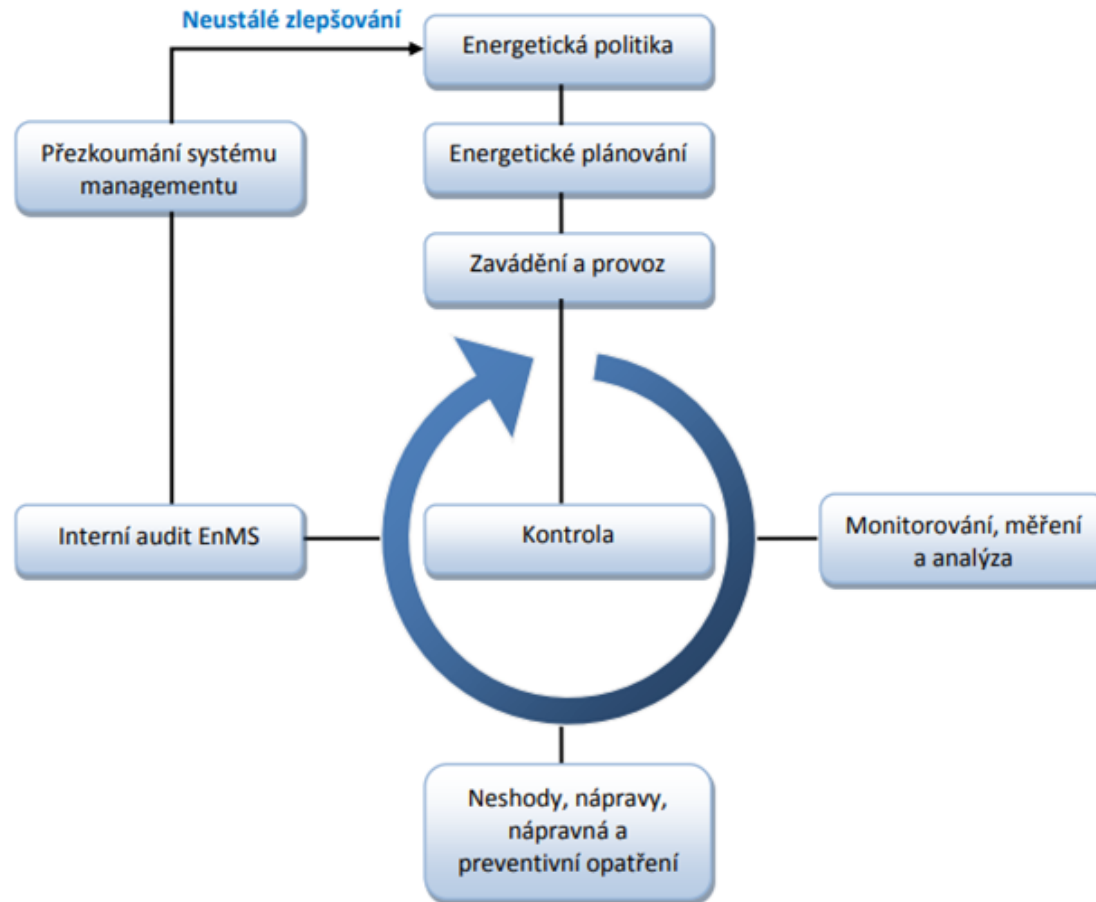 Neustálé zlepšování
Energetická politika
Přezkoumání systému
managementu
Energetické plánování
Zavádění a provoz
Interní audit EnMS
Kontrola
Monitorování, měření
a analýza
Neshody, nápravy,
nápravná a
preventivní opatření